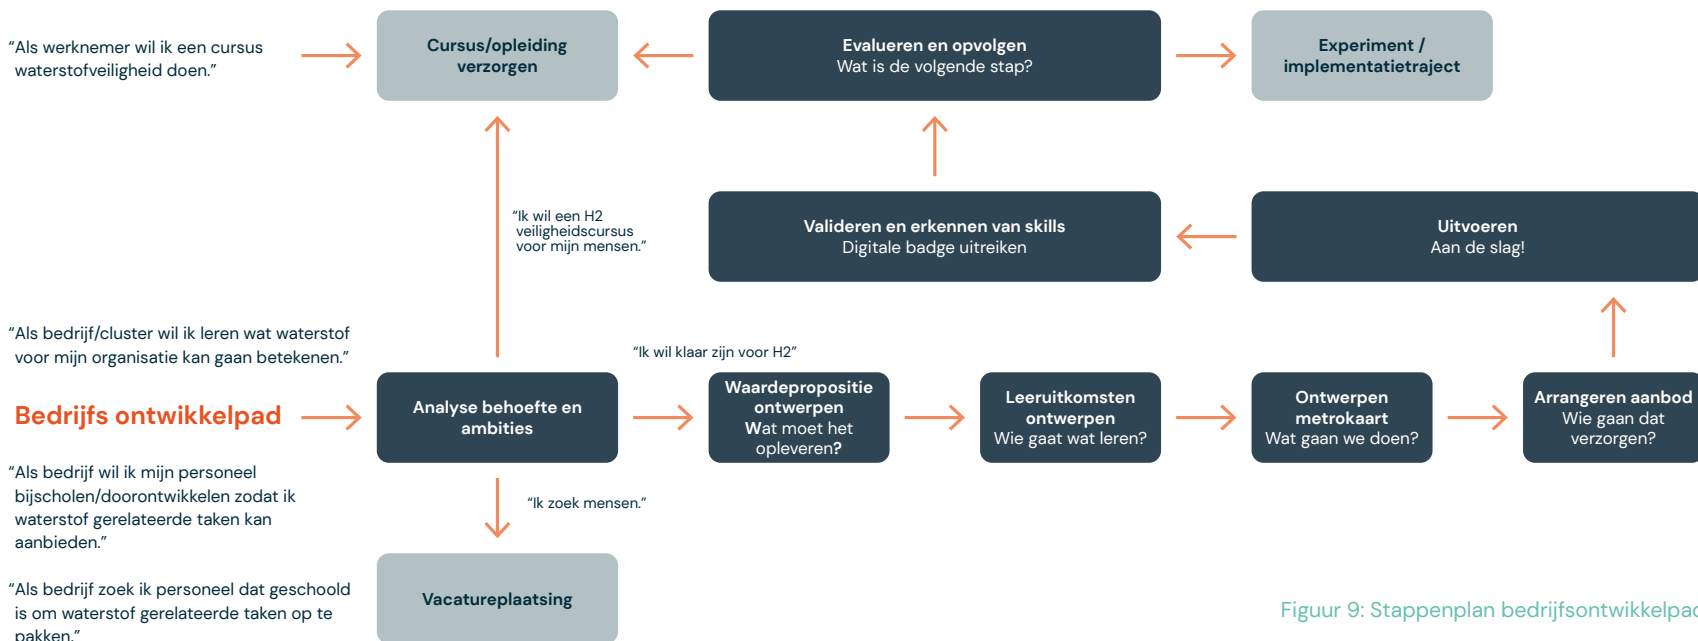 “Als werknemer wil ik een cursus
waterstofveiligheid doen.”
Cursus/opleiding
verzorgen
Evalueren en opvolgen
Wat is de volgende stap?
Experiment /
implementatietraject
“Ik wil een H2
veiligheidscursus
voor mijn mensen.”
Valideren en erkennen van skills
Digitale badge uitreiken
Uitvoeren
Aan de slag!
“Als bedrijf/cluster wil ik leren wat waterstof
voor mijn organisatie kan gaan betekenen.”
“Ik wil klaar zijn voor H2”
Bedrijfs ontwikkelpad
Analyse behoefte en
ambities
Waardepropositie
ontwerpen
Wat moet het
opleveren?
Leeruitkomsten
ontwerpen
Wie gaat wat leren?
Ontwerpen
metrokaart
Wat gaan we doen?
Arrangeren aanbod
Wie gaan dat
verzorgen?
“Als bedrijf wil ik mijn personeel
bijscholen/doorontwikkelen zodat ik
waterstof gerelateerde taken kan
aanbieden.”
“Ik zoek mensen.”
“Als bedrijf zoek ik personeel dat geschoold
is om waterstof gerelateerde taken op te
pakken.”
Vacatureplaatsing
Figuur 9: Stappenplan bedrijfsontwikkelpad